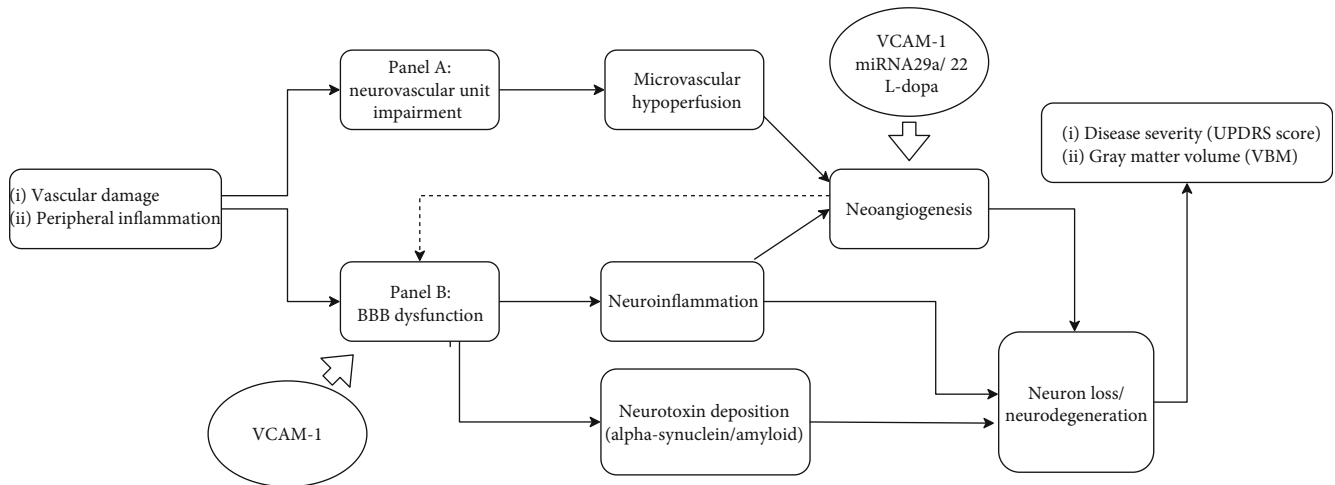 (i) Vascular damage
(ii) Peripheral inflammation
Panel A:
neurovascular unit
impairment
Microvascular
hypoperfusion
VCAM-1
miRNA29a/ 22
L-dopa
(i) Disease severity (UPDRS score)
(ii) Gray matter volume (VBM)
Neoangiogenesis
Panel B:
BBB dysfunction
Neuroinflammation
VCAM-1
Neurotoxin deposition
(alpha-synuclein/amyloid)
Neuron loss/
neurodegeneration